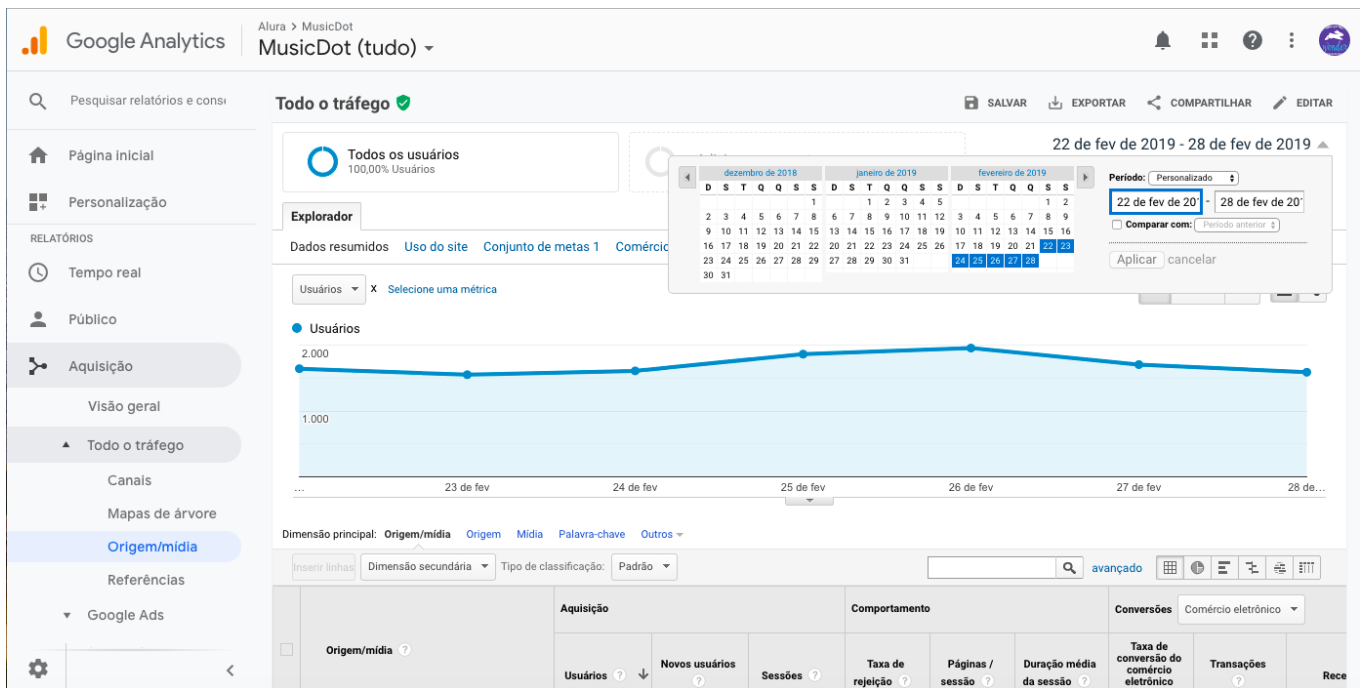 Google Analytics
Alura > MusicDot
MusicDot (tudo)
Pesquisar relatórios e conse
Página inicial
Personalização
RELATÓRIOS
Tempo real
Público
Aquisição
Visão geral
Todo o tráfego
Canais
Mapas de árvore
Origem/mídia
Referências
Google Ads
Todo o tráfego
SALVAR EXPORTAR COMPARTILHAR EDITAR
Todos os usuários
100,00% Usuários
22 de fev de 2019 - 28 de fev de 2019
dezembro de 2018 janeiro de 2019 fevereiro de 2019
D S T Q Q S S D S T Q Q S S D S T Q Q S S
1 1 2 3 4 5 1 2
2 3 4 5 6 7 8 6 7 8 9 10 11 12 3 4 5 6 7 8 9
9 10 11 12 13 14 15 13 14 15 16 17 18 19 10 11 12 13 14 15 16
16 17 18 19 20 21 22 20 21 22 23 24 25 26 17 18 19 20 21 22 23
23 24 25 26 27 28 29 27 28 29 30 31 24 25 26 27 28
30 31
Período: Personalizado
22 de fev de 20 - 28 de fev de 20
Comparar com: Período anterior
Aplicar cancelar
Explorador
Dados resumidos Uso do site Conjunto de metas 1 Comérc
Usuários X Selecione uma métrica
Usuários
2.000
1.000
... 23 de fev 24 de fev 25 de fev 26 de fev 27 de fev 28 de...
Dimensão principal: Origem/mídia Origem Mídia Palavra-chave Outros
Inserir linhas Dimensão secundária Tipo de classificação: Padrão avançado
Aquisição Comportamento Conversões Comércio eletrônico
Origem/mídia ?
Usuários ?
Novos usuários ?
Sessões ?
Taxa de rejeição ?
Páginas / sessão ?
Duração média da sessão ?
Taxa de conversão do comércio eletrônico
Transações ?
Rece